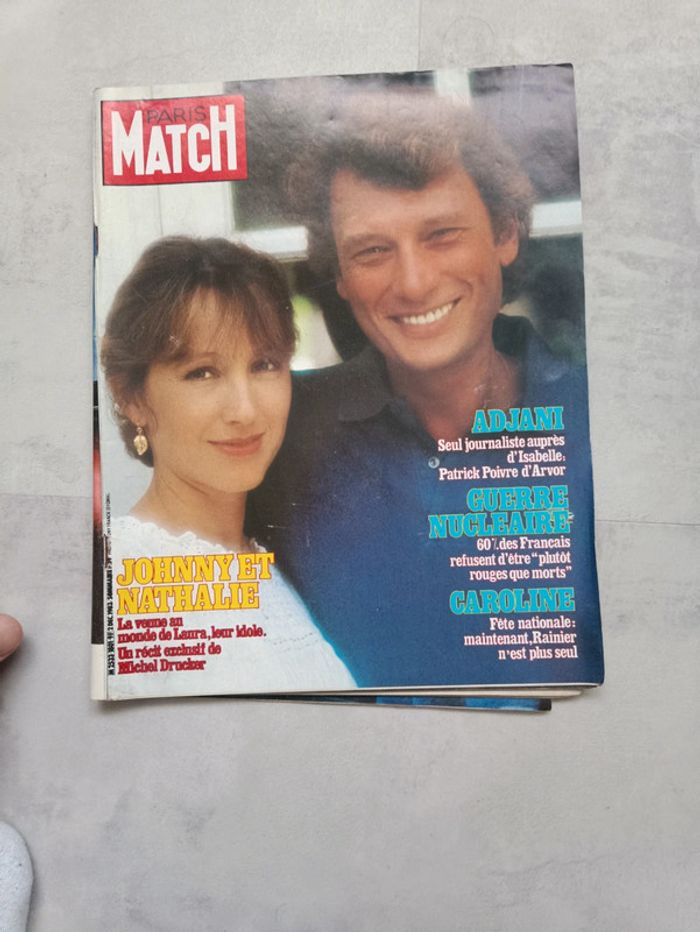 PARIS
MATCH
ADJANI
Seul journaliste auprès
d'Isabelle:
Patrick Poivre d'Arvor
GUERRE
NUCLEAIRE
60% des Français
refusent d'être "plutôt
rouges que morts"
CAROLINE
Fête nationale:
maintenant, Rainier
n'est plus seul
JOHNNY ET
NATHALIE
La venue au
monde de Laura, leur idole.
Un récit exclusif de
Michel Drucker